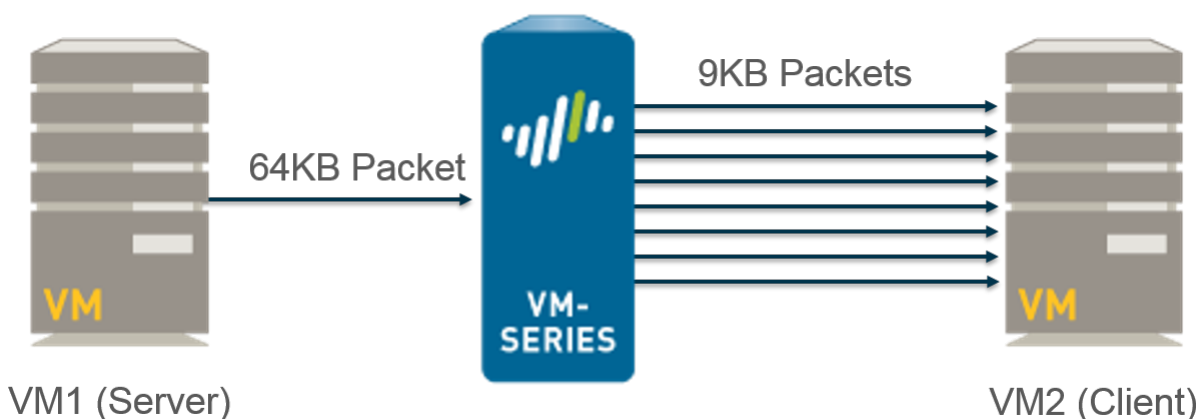 9KB Packets
64KB Packet
VM
VM-
SERIES
VM
VM1 (Server)
VM2 (Client)